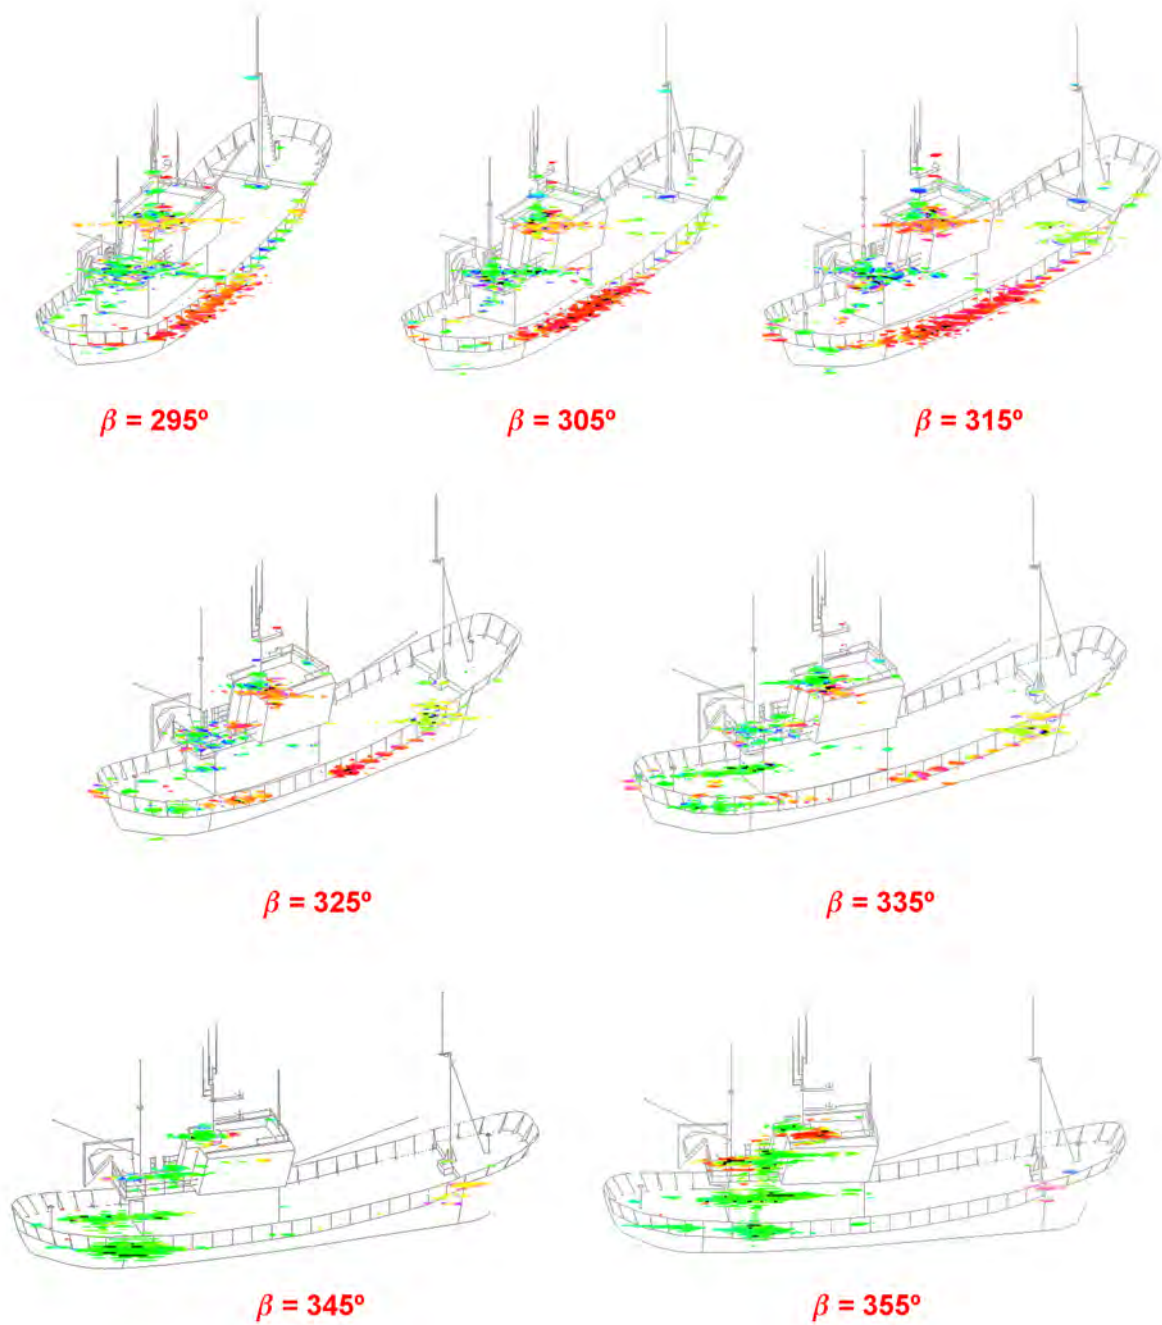 β = 295º
β = 305º
β = 315º
β = 325º
β = 335º
β = 345º
β = 355º